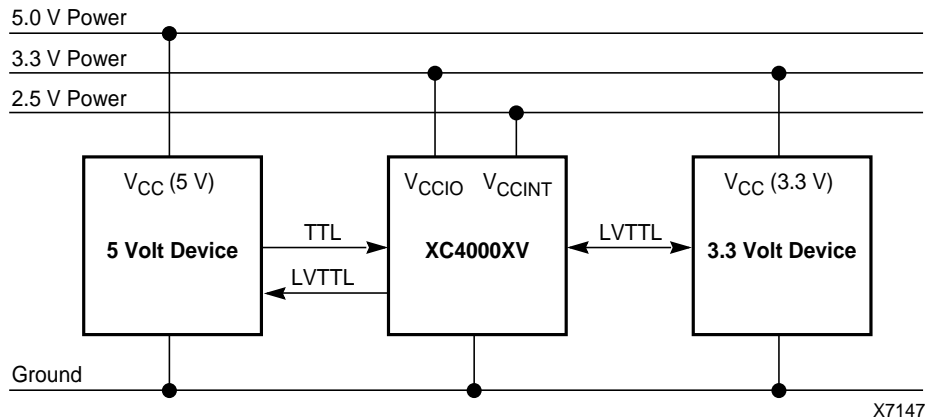 5.0 V Power
3.3 V Power
2.5 V Power
VCC (5 V)
5 Volt Device
TTL
LVTTL
VCCIO VCCINT
XC4000XV
LVTTL
VCC (3.3 V)
3.3 Volt Device
Ground
X7147